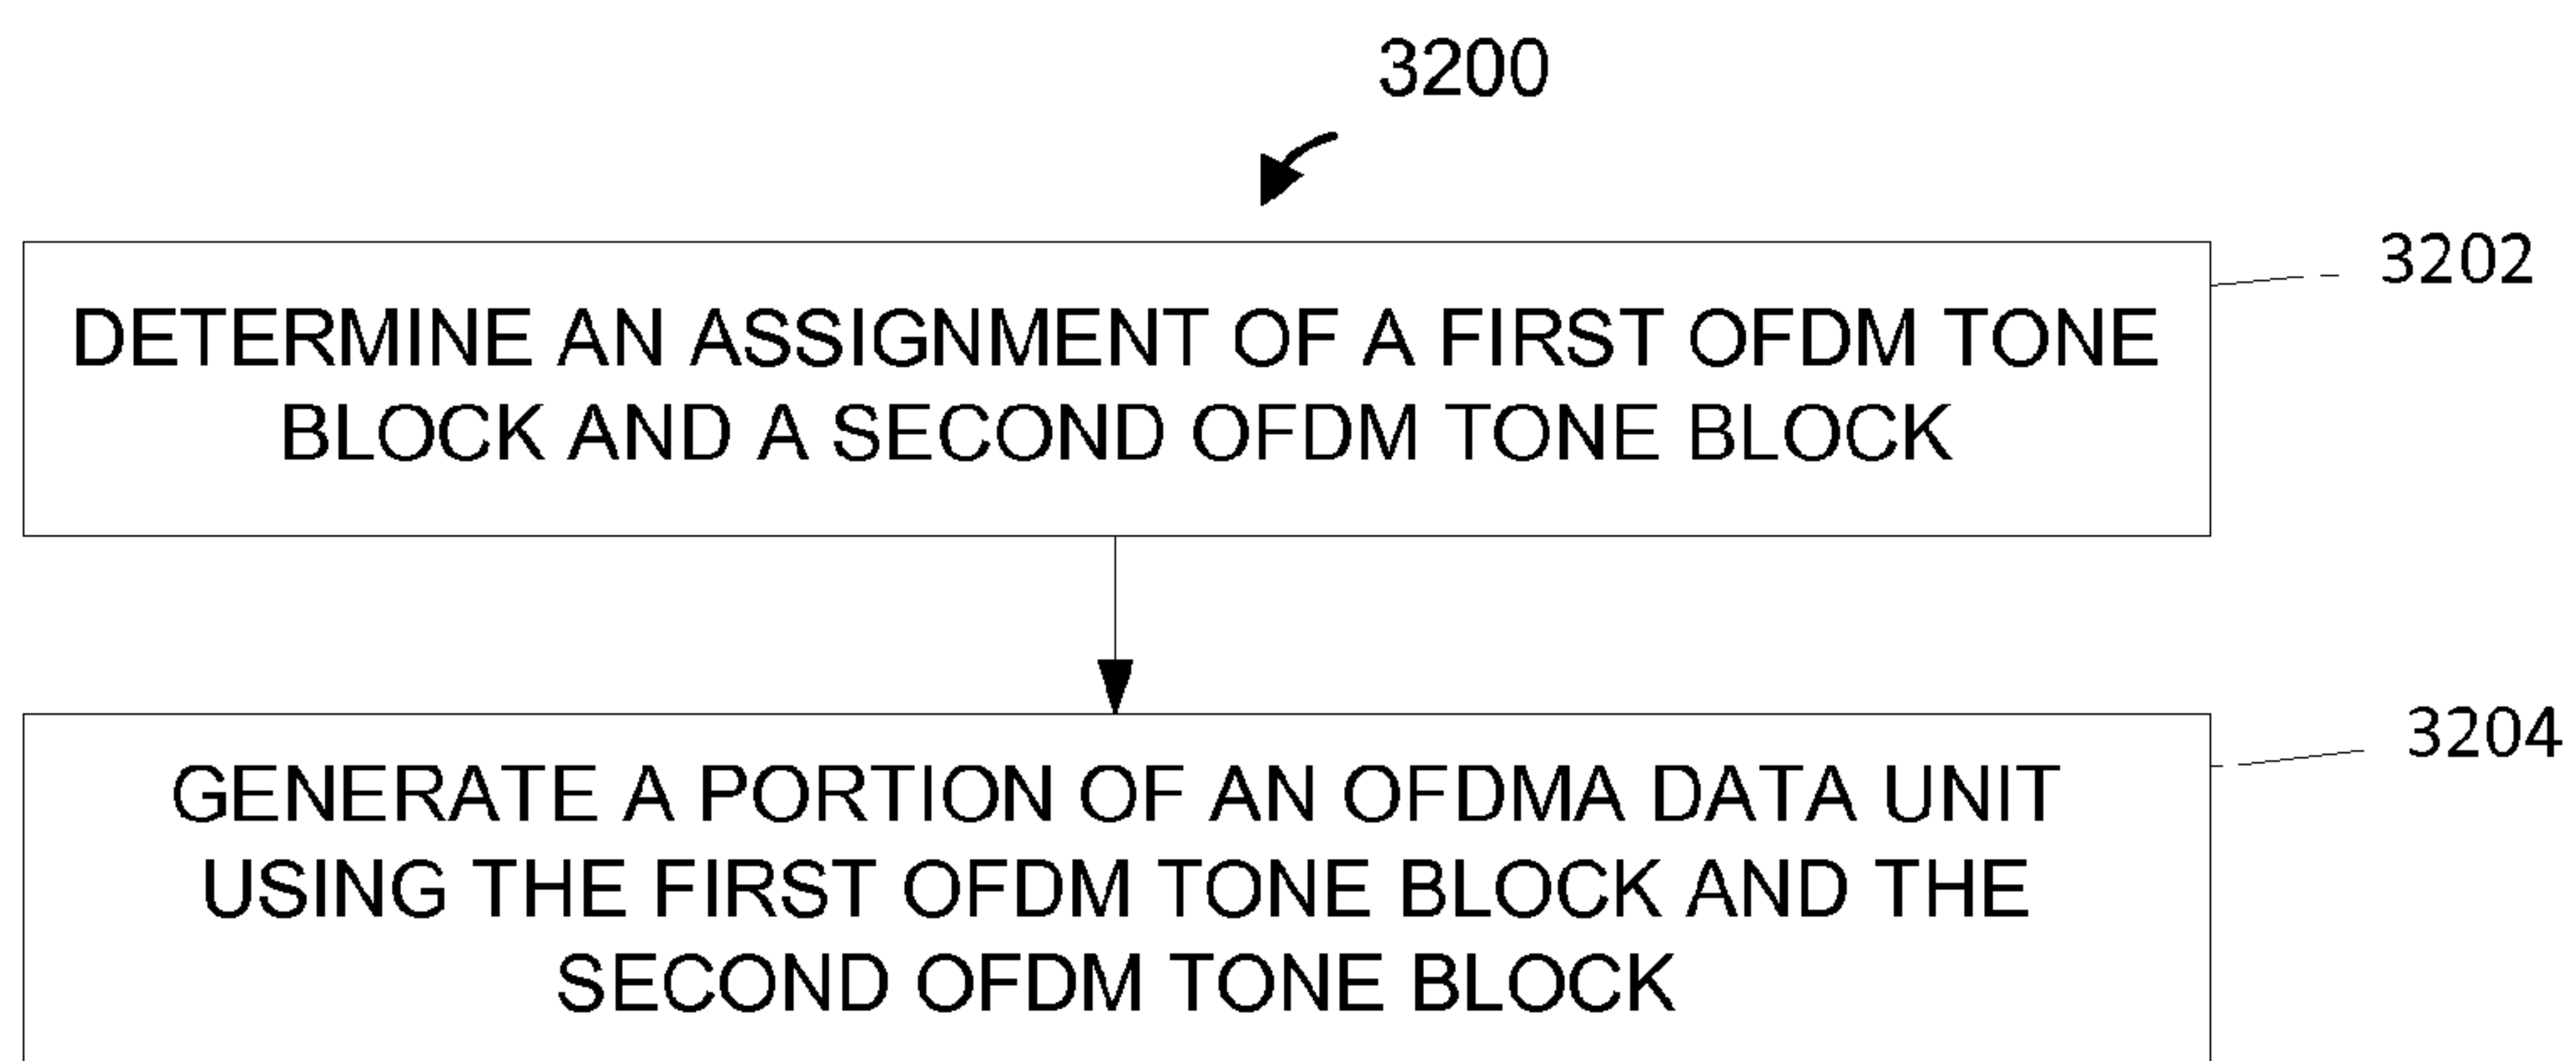 3200
3202
DETERMINE AN ASSIGNMENT OF A FIRST OFDM TONE
BLOCK AND A SECOND OFDM TONE BLOCK
3204
GENERATE A PORTION OF AN OFDMA DATA UNIT
USING THE FIRST OFDM TONE BLOCK AND THE
SECOND OFDM TONE BLOCK